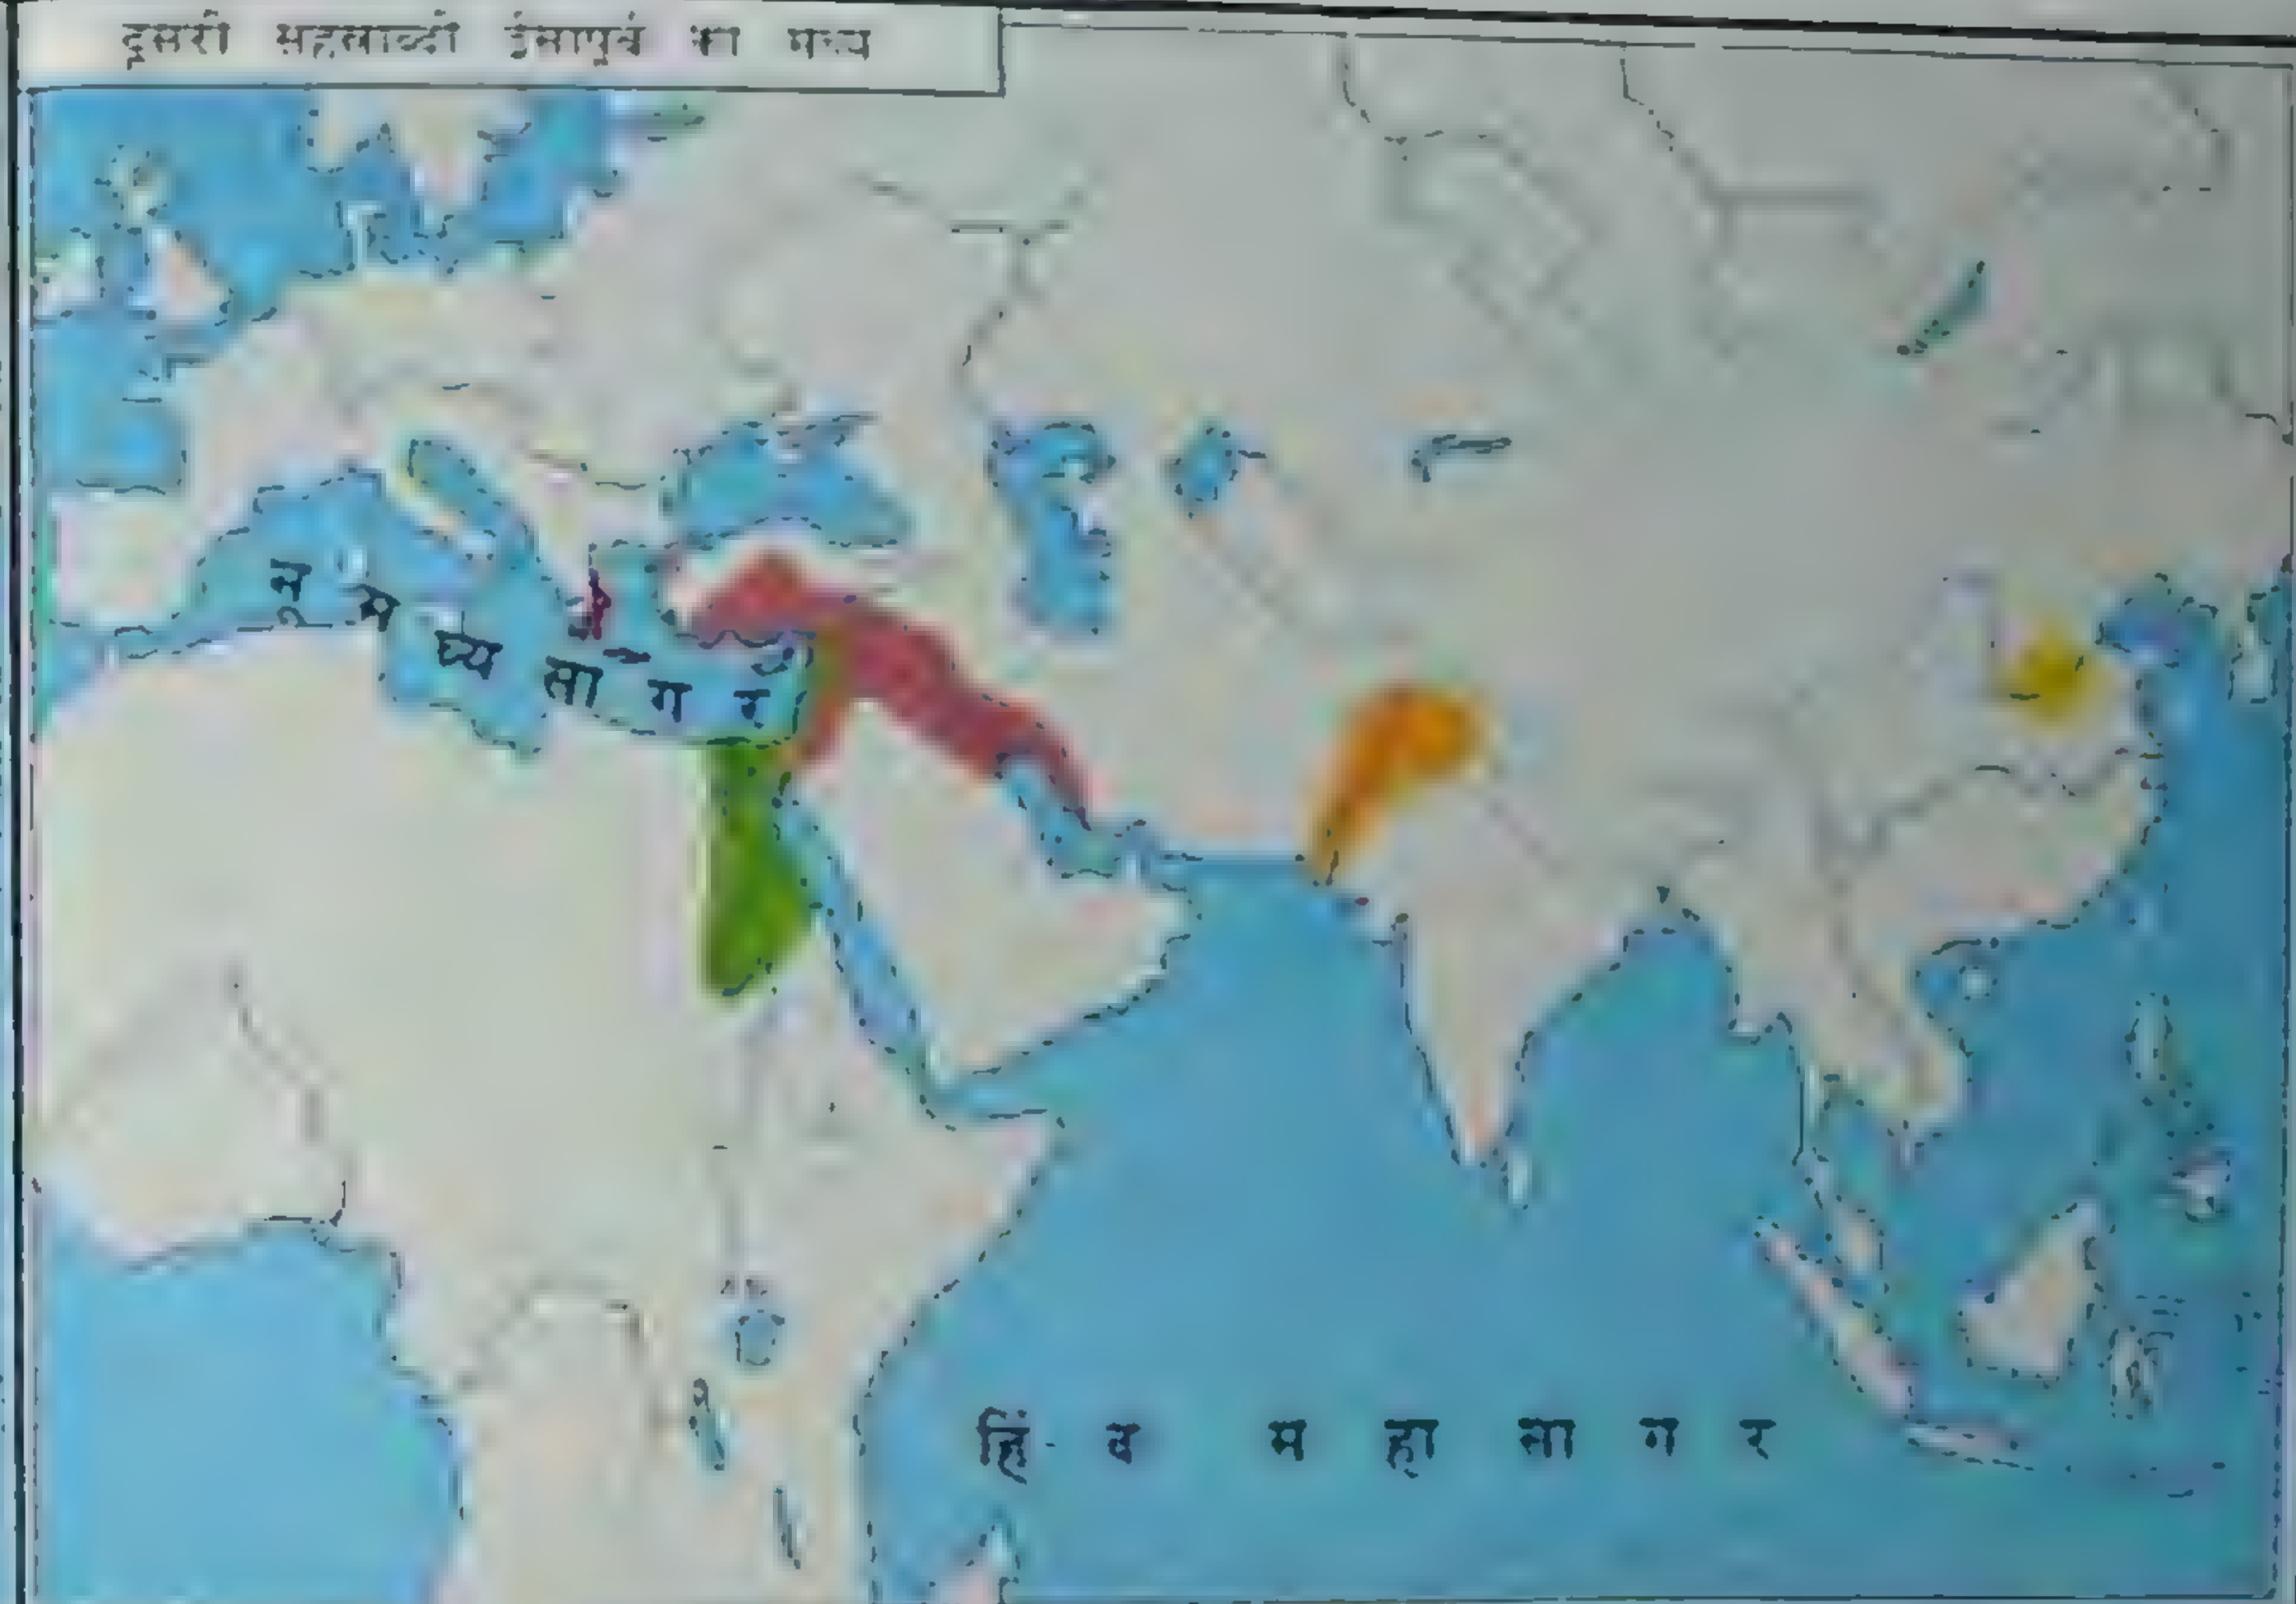 दूसरी सहस्राब्दी ईसापूर्व का मध्य
भूमध्य सागर
हिंद महासागर